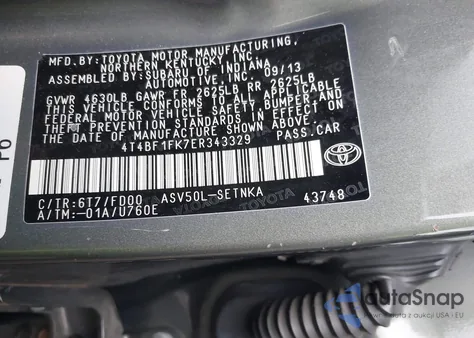 MFD.BY:TOYOTA MOTOR MANUFACTURING,
NORTHERN KENTUCKY, INC.
AT: SUBARU OF INDIANA
AUTOMOTIVE, INC. 09/13
GVWR 4630LB GAWR FR 2625LB RR 2625LB
THIS VEHICLE CONFORMS TO ALL APPLICABLE
FEDERAL MOTOR VEHICLE SAFETY, BUMPER AND
THEFT PREVENTION STANDARDS IN EFFECT ON
THE DATE OF MANUFACTURE SHOWN ABOVE.
4T4BF1FK7ER343329 PASS.CAR
TOYOTA
C/TR:6T7/FD00 ASV50L-SETNKA 43748
A/TM:-01A/U760E
PO
autoSnap